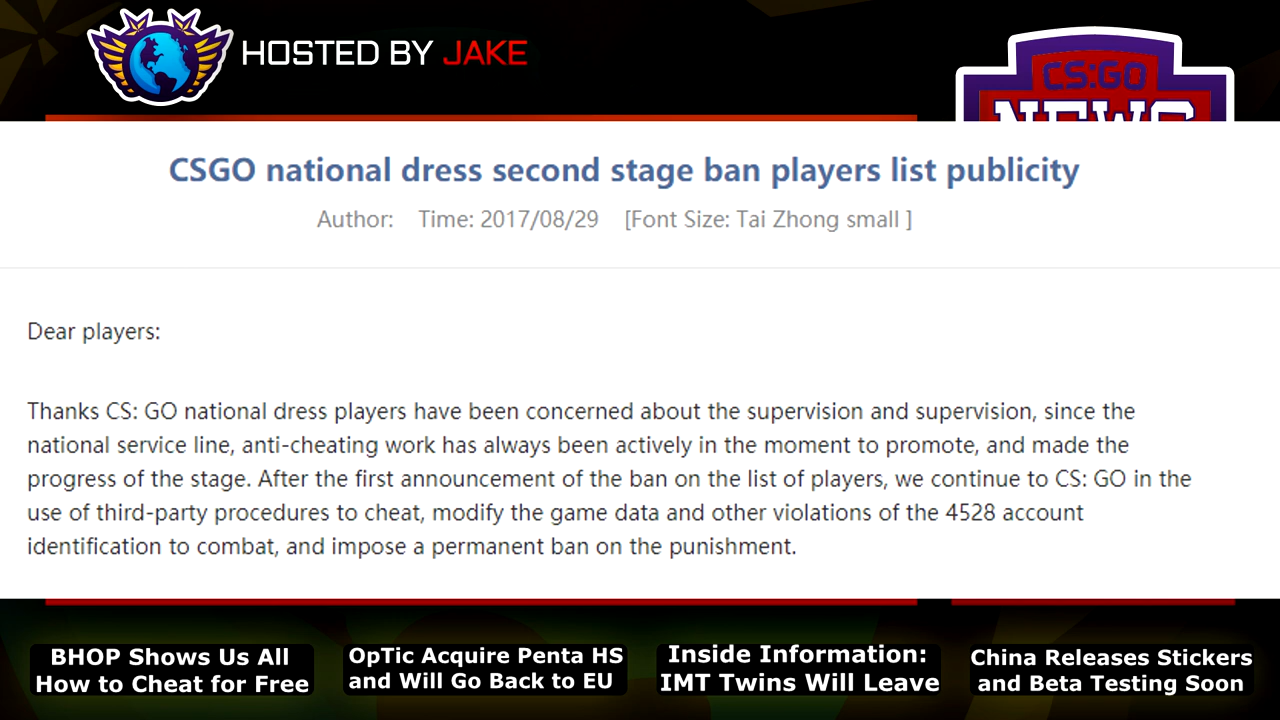 HOSTED BY JAKE
CS:GO
NEWS
CSGO national dress second stage ban players list publicity
Author: Time: 2017/08/29 [Font Size: Tai Zhong small ]
Dear players:
Thanks CS: GO national dress players have been concerned about the supervision and supervision, since the
national service line, anti-cheating work has always been actively in the moment to promote, and made the
progress of the stage. After the first announcement of the ban on the list of players, we continue to CS: GO in the
use of third-party procedures to cheat, modify the game data and other violations of the 4528 account
identification to combat, and impose a permanent ban on the punishment.
BHOP Shows Us All
How to Cheat for Free
OpTic Acquire Penta HS
and Will Go Back to EU
Inside Information:
IMT Twins Will Leave
China Releases Stickers
and Beta Testing Soon